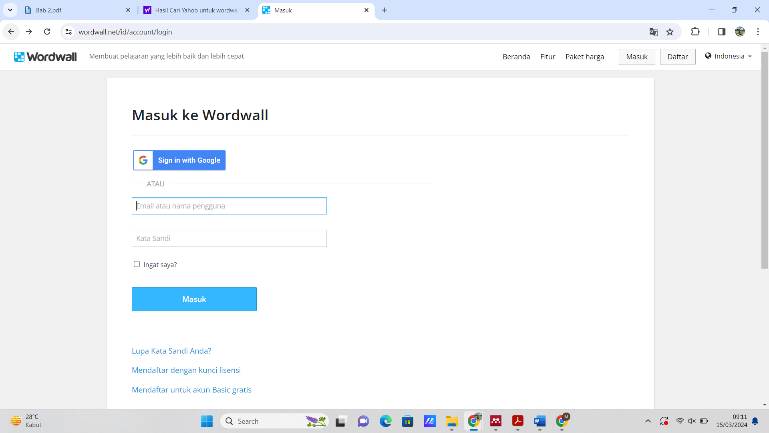 Bab 2.pdf
Hasil Cari Yahoo untuk wordwa
Masuk
wordwall.net/id/account/login
Wordwall
Membuat pelajaran yang lebih baik dan lebih cepat
Beranda
Fitur
Paket harga
Masuk
Daftar
Indonesia
Masuk ke Wordwall
Sign in with Google
ATAU
Email atau nama pengguna
Kata Sandi
Ingat saya?
Masuk
Lupa Kata Sandi Anda?
Mendaftar dengan kunci lisensi
Mendaftar untuk akun Basic gratis
28°C
Kabut
Search
09:11
15/03/2024